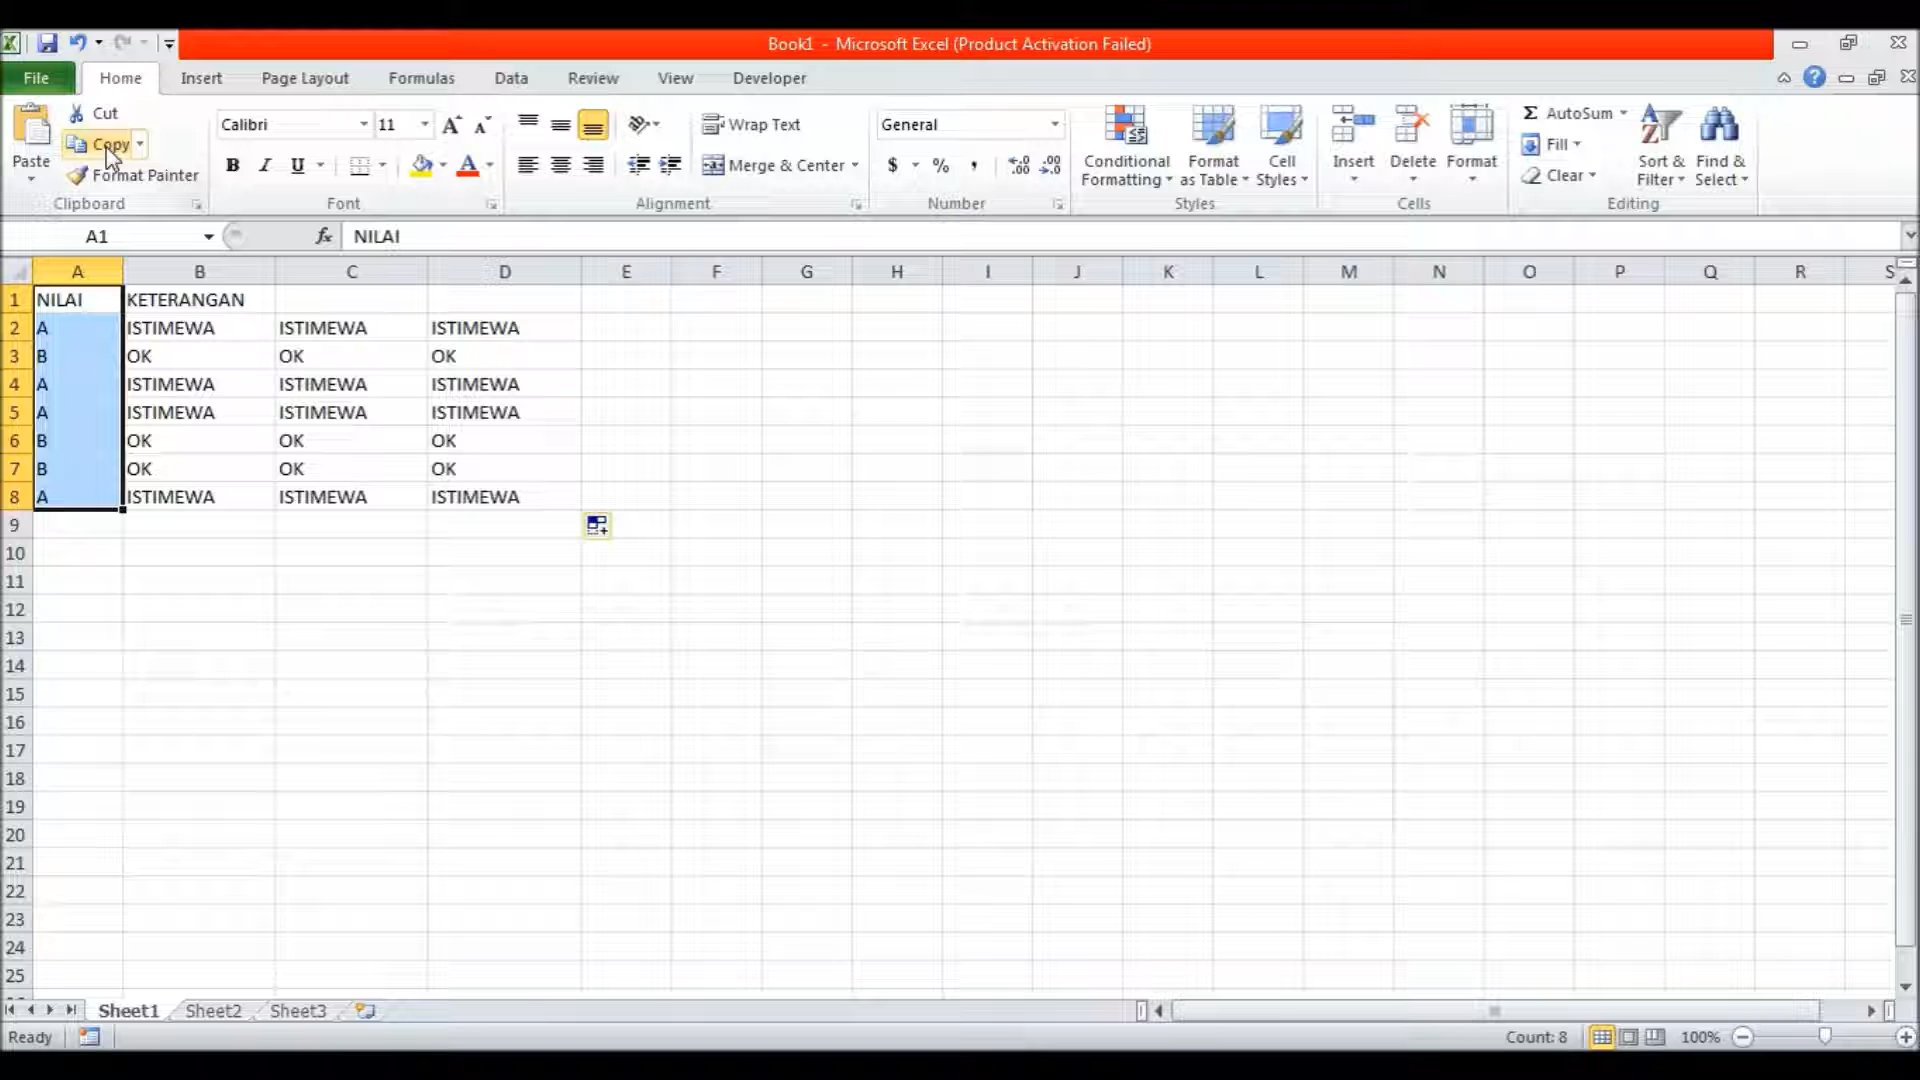 Book1 - Microsoft Excel (Product Activation Failed)
File Home Insert Page Layout Formulas Data Review View Developer
Paste
Cut
Copy
Format Painter
Clipboard
Calibri 11
B I U
Font
Wrap Text
Merge & Center
Alignment
General
$ % ,
Number
Conditional Formatting
Format as Table
Cell Styles
Styles
Insert Delete Format
Cells
AutoSum
Fill
Clear
Sort & Filter
Find & Select
Editing
A1 fx NILAI
A B C D E F G H I J K L M N O P Q R S
1 NILAI KETERANGAN
2 A ISTIMEWA ISTIMEWA ISTIMEWA
3 B OK OK OK
4 A ISTIMEWA ISTIMEWA ISTIMEWA
5 A ISTIMEWA ISTIMEWA ISTIMEWA
6 B OK OK OK
7 B OK OK OK
8 A ISTIMEWA ISTIMEWA ISTIMEWA
9
10
11
12
13
14
15
16
17
18
19
20
21
22
23
24
25
Sheet1 Sheet2 Sheet3
Ready Count: 8 100%